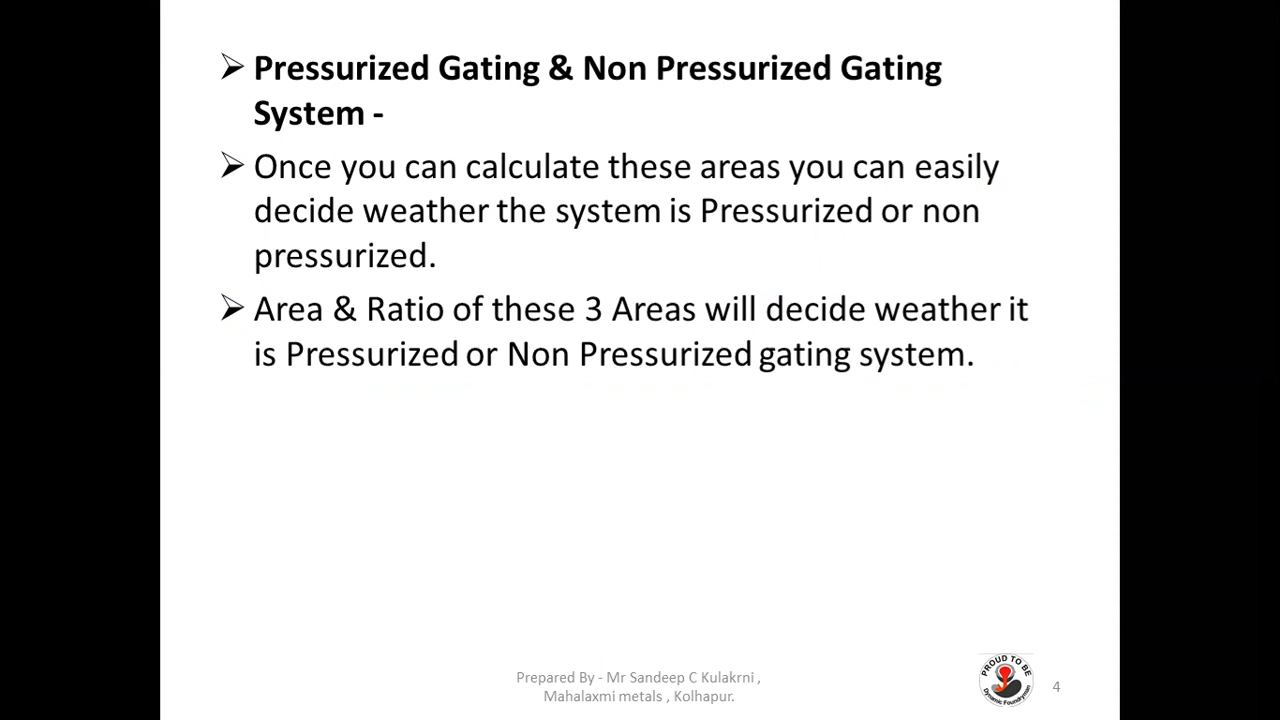 ➢ Pressurized Gating & Non Pressurized Gating
System -
➢ Once you can calculate these areas you can easily
decide weather the system is Pressurized or non
pressurized.
➢ Area & Ratio of these 3 Areas will decide weather it
is Pressurized or Non Pressurized gating system.
Prepared By - Mr Sandeep C Kulakrni ,
Mahalaxmi metals , Kolhapur.
PROUD TO BE
Dynamic Foundryman
4